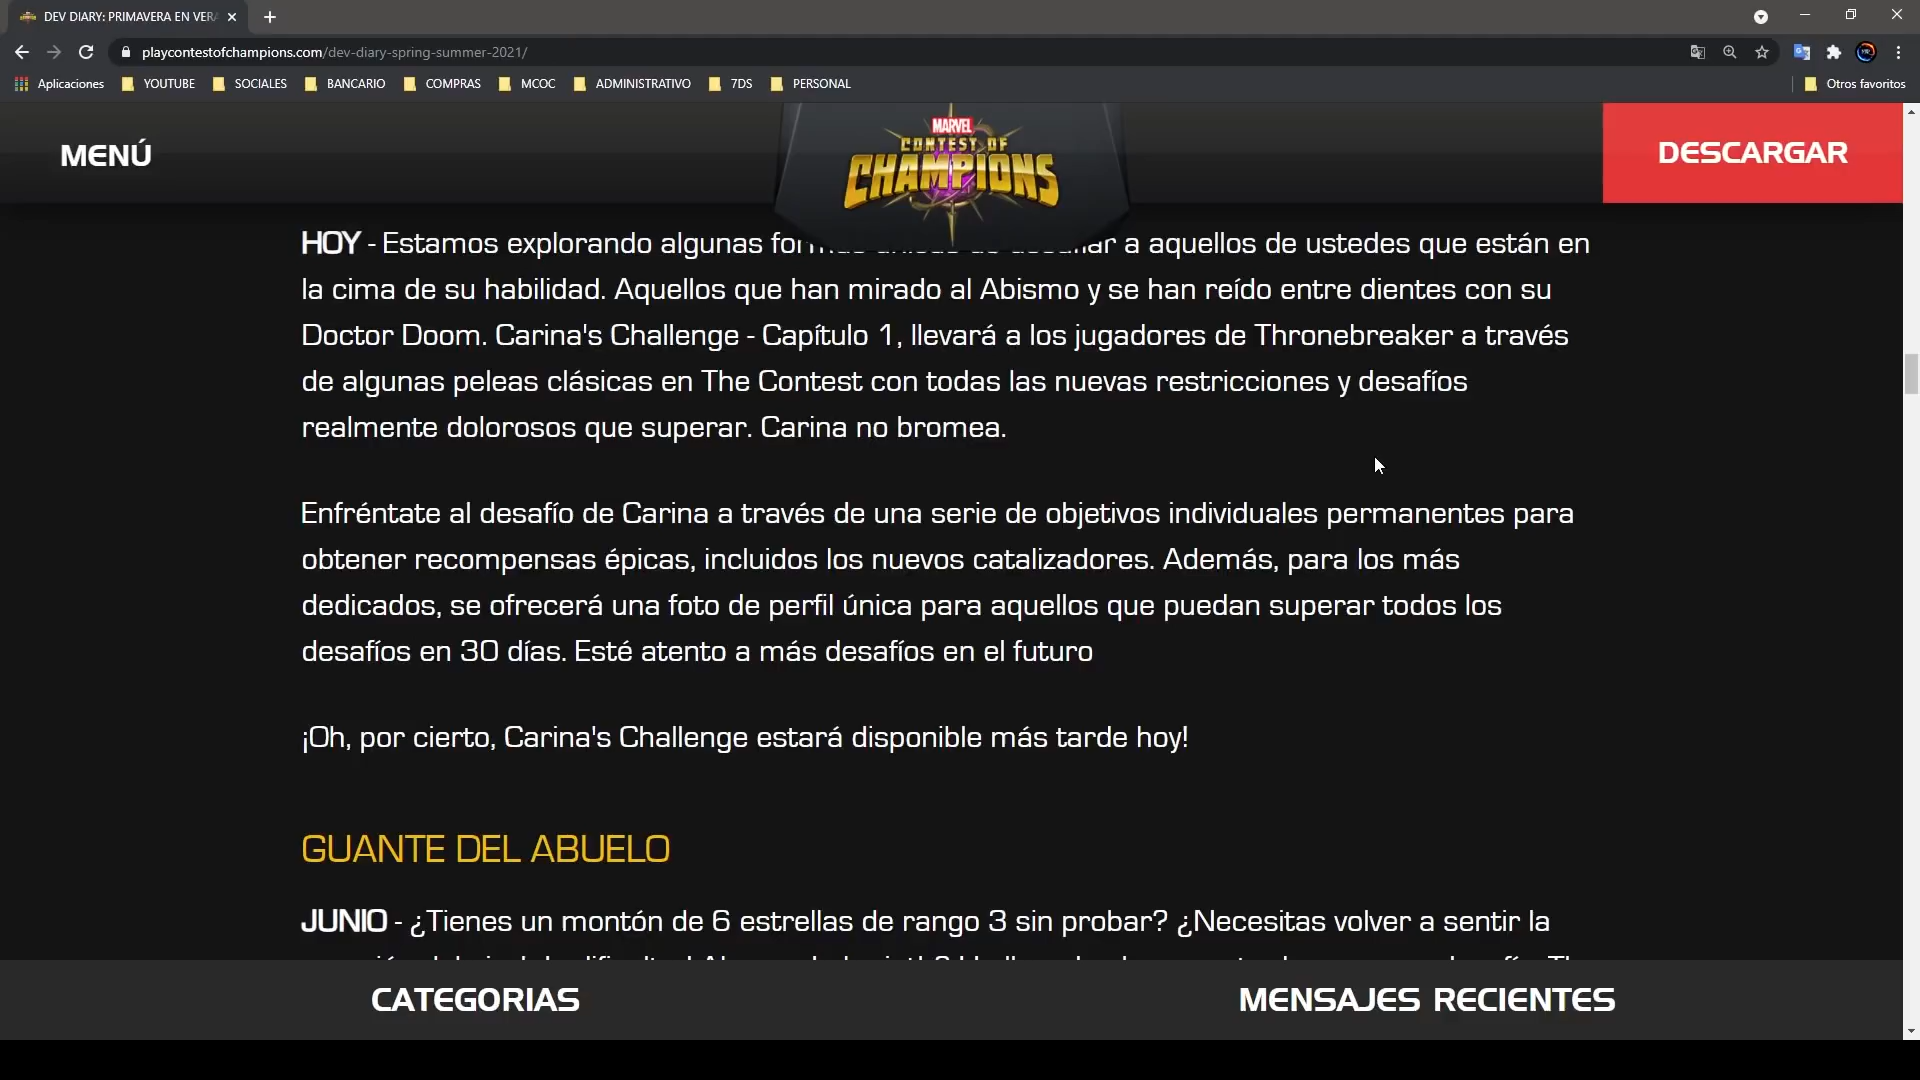 DEV DIARY: PRIMAVERA EN VERA
playcontestofchampions.com/dev-diary-spring-summer-2021/
Aplicaciones YOUTUBE SOCIALES BANCARIO COMPRAS MCOC ADMINISTRATIVO 7DS PERSONAL Otros favoritos
MENÚ
MARVEL
CONTEST OF
CHAMPIONS
DESCARGAR
HOY - Estamos explorando algunas a aquellos de ustedes que están en
la cima de su habilidad. Aquellos que han mirado al Abismo y se han reído entre dientes con su
Doctor Doom. Carina's Challenge - Capítulo 1, llevará a los jugadores de Thronebreaker a través
de algunas peleas clásicas en The Contest con todas las nuevas restricciones y desafíos
realmente dolorosos que superar. Carina no bromea.
Enfréntate al desafío de Carina a través de una serie de objetivos individuales permanentes para
obtener recompensas épicas, incluidos los nuevos catalizadores. Además, para los más
dedicados, se ofrecerá una foto de perfil única para aquellos que puedan superar todos los
desafíos en 30 días. Esté atento a más desafíos en el futuro
¡Oh, por cierto, Carina's Challenge estará disponible más tarde hoy!
GUANTE DEL ABUELO
JUNIO - ¿Tienes un montón de 6 estrellas de rango 3 sin probar? ¿Necesitas volver a sentir la
CATEGORIAS
MENSAJES RECIENTES